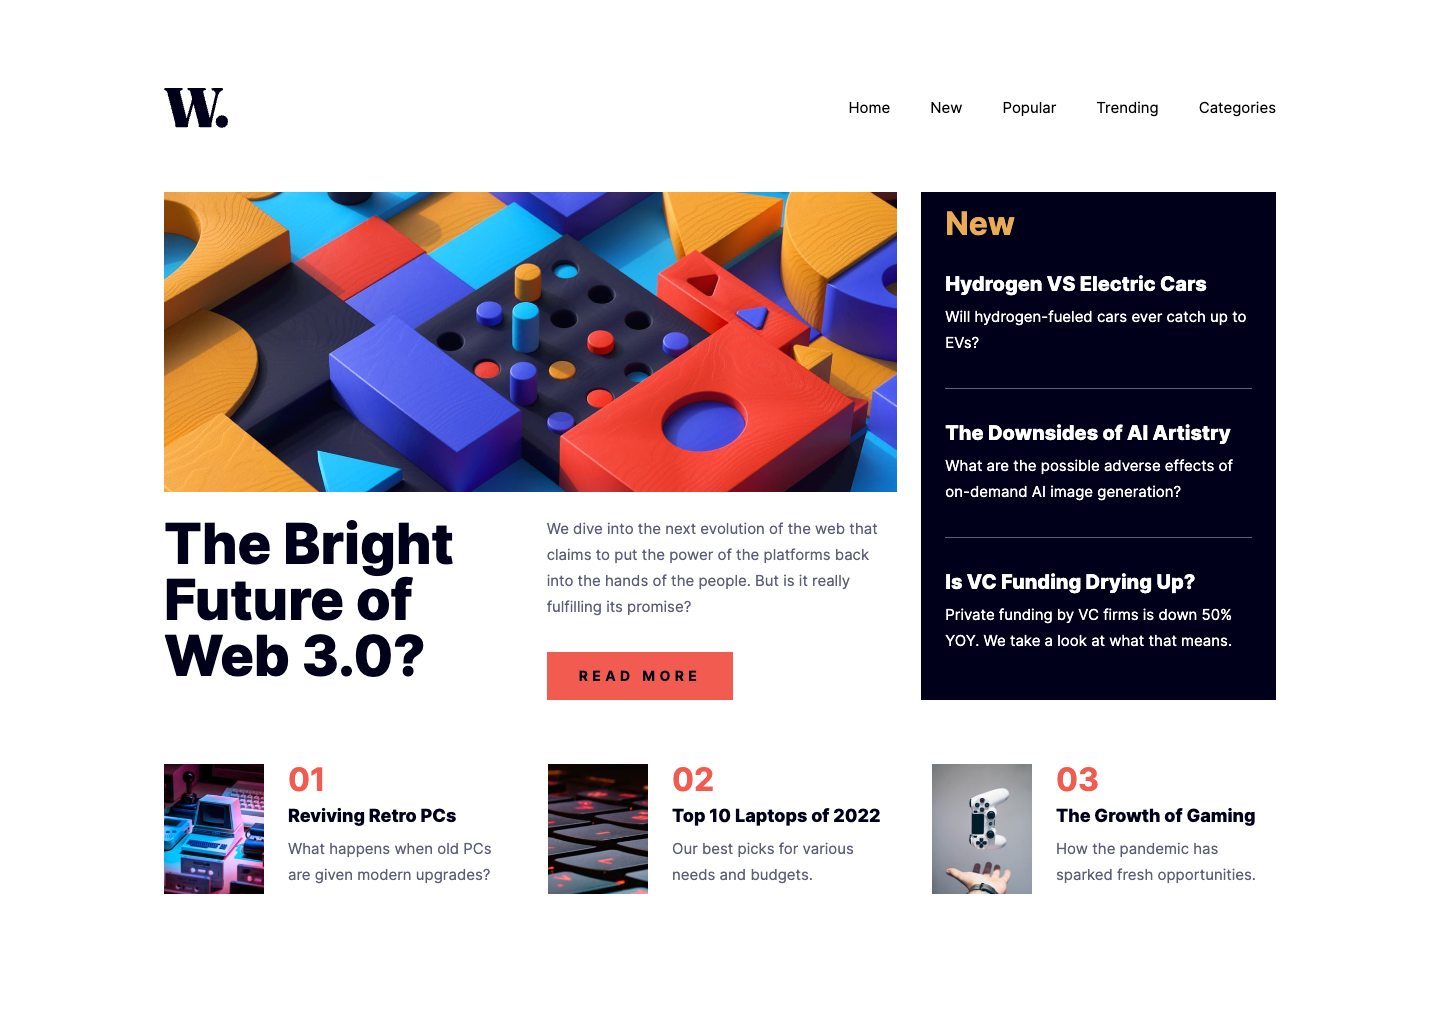 W.
Home New Popular Trending Categories
The Bright
Future of
Web 3.0?
We dive into the next evolution of the web that
claims to put the power of the platforms back
into the hands of the people. But is it really
fulfilling its promise?
READ MORE
New
Hydrogen VS Electric Cars
Will hydrogen-fueled cars ever catch up to
EVs?
The Downsides of AI Artistry
What are the possible adverse effects of
on-demand AI image generation?
Is VC Funding Drying Up?
Private funding by VC firms is down 50%
YOY. We take a look at what that means.
01
Reviving Retro PCs
What happens when old PCs
are given modern upgrades?
02
Top 10 Laptops of 2022
Our best picks for various
needs and budgets.
03
The Growth of Gaming
How the pandemic has
sparked fresh opportunities.